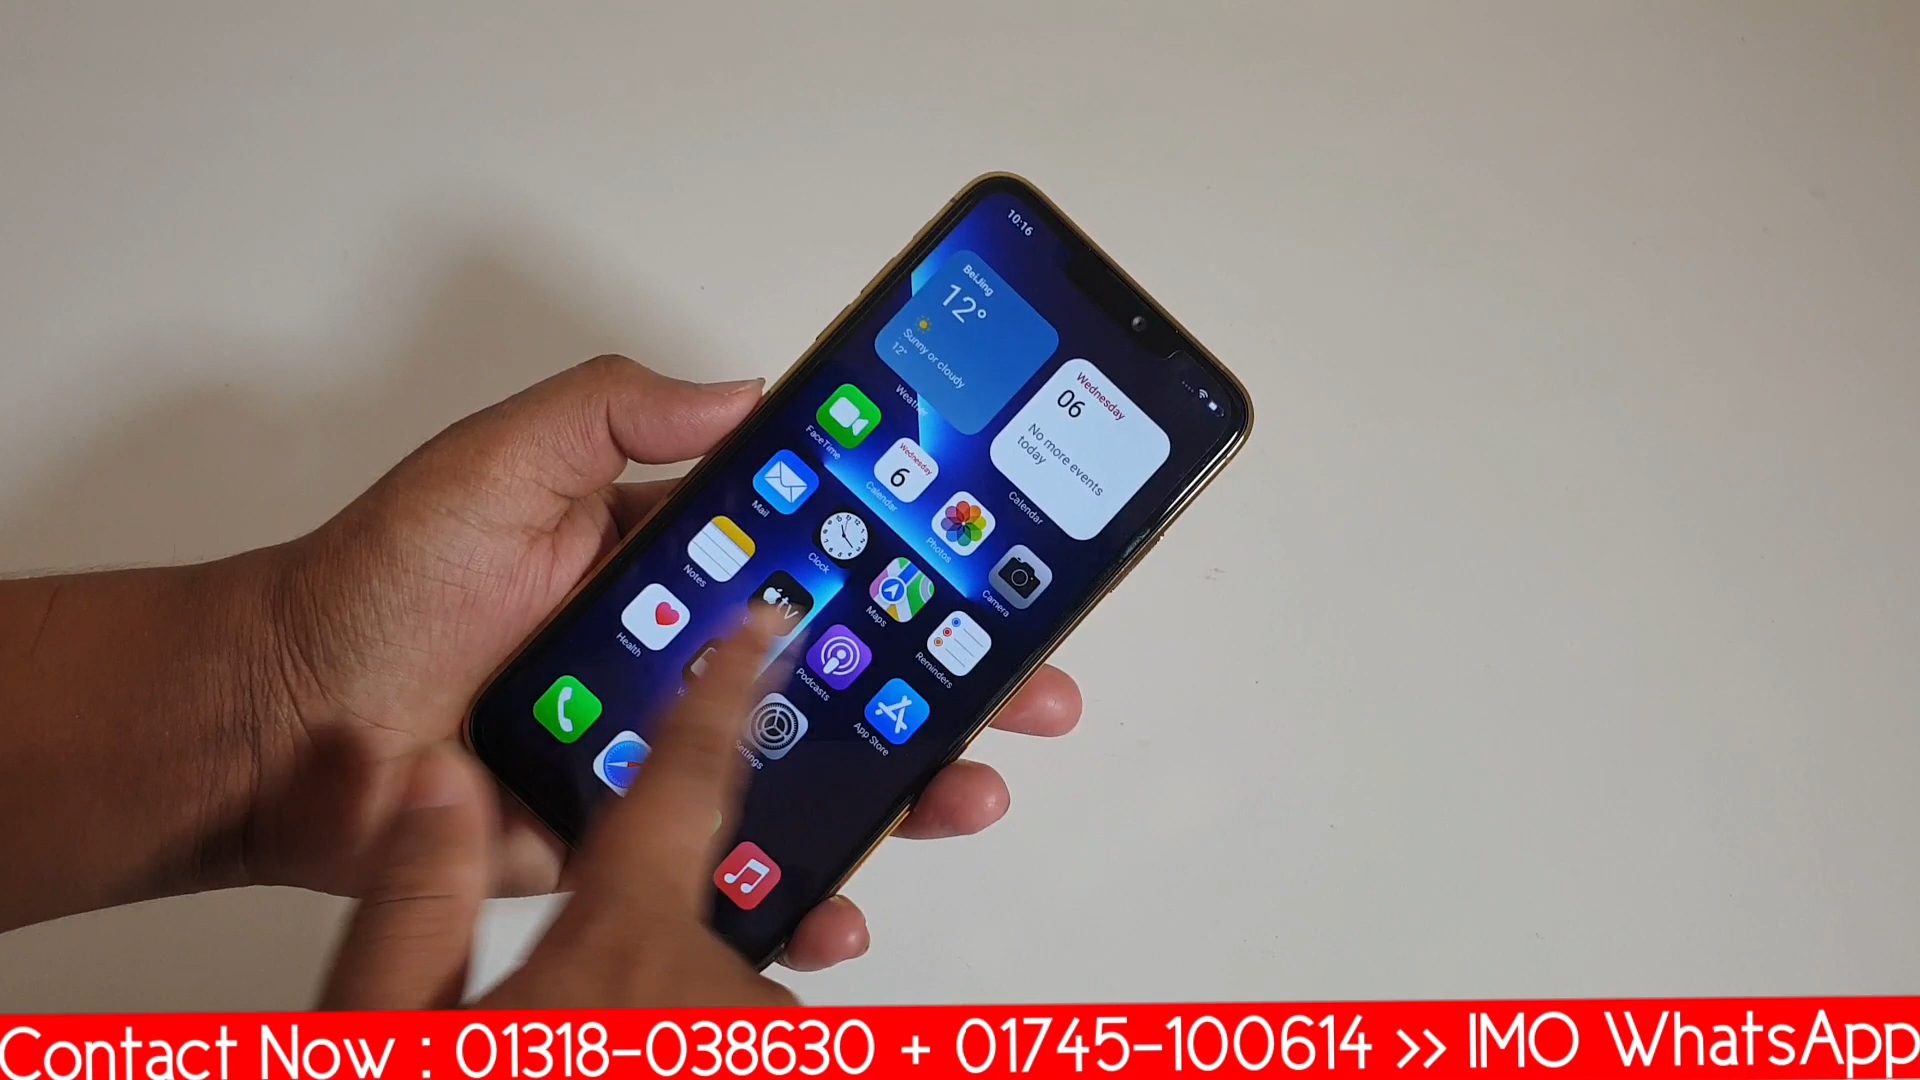 10:16
BeiJing
12°
Sunny or cloudy
12°
Weather
Wednesday
06
No more events
today
Calendar
FaceTime
Wednesday
6
Calendar
Photos
Camera
Mail
Clock
Maps
Reminders
Notes
tv
Podcasts
App Store
Health
Settings
Contact Now : 01318-038630 + 01745-100614 >> IMO WhatsApp